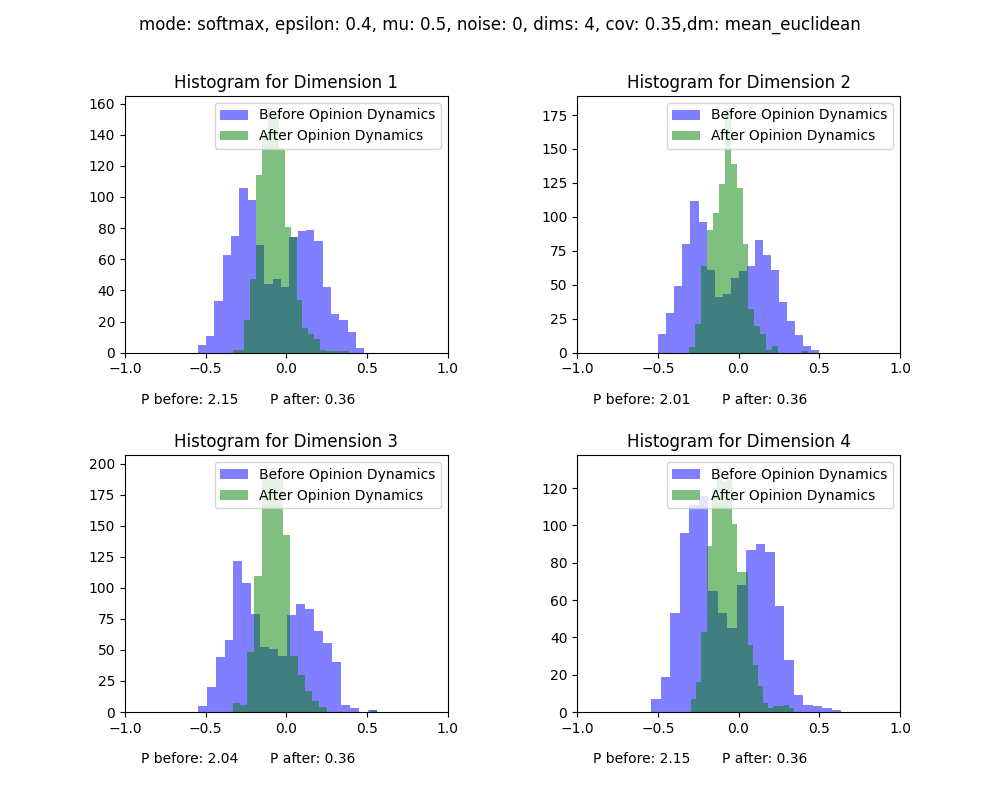 mode: softmax, epsilon: 0.4, mu: 0.5, noise: 0, dims: 4, cov: 0.35,dm: mean_euclidean
Histogram for Dimension 1
Before Opinion Dynamics
After Opinion Dynamics
160
140
120
100
80
60
40
20
0
−1.0 −0.5 0.0 0.5 1.0
P before: 2.15 P after: 0.36
Histogram for Dimension 2
Before Opinion Dynamics
After Opinion Dynamics
175
150
125
100
75
50
25
0
−1.0 −0.5 0.0 0.5 1.0
P before: 2.01 P after: 0.36
Histogram for Dimension 3
Before Opinion Dynamics
After Opinion Dynamics
200
175
150
125
100
75
50
25
0
−1.0 −0.5 0.0 0.5 1.0
P before: 2.04 P after: 0.36
Histogram for Dimension 4
Before Opinion Dynamics
After Opinion Dynamics
120
100
80
60
40
20
0
−1.0 −0.5 0.0 0.5 1.0
P before: 2.15 P after: 0.36